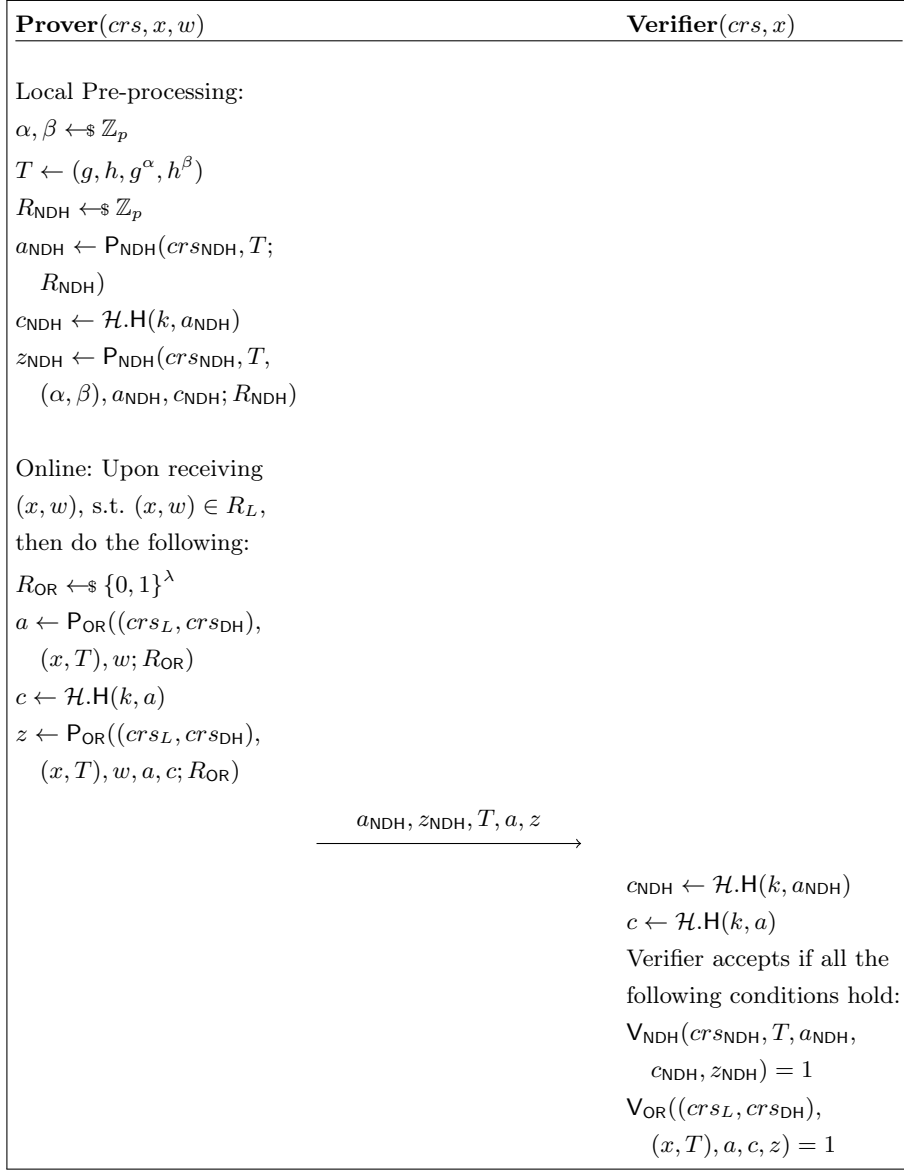 Prover(crs, x, w) Verifier(crs, x)
Local Pre-processing:
α, β ←$ ℤ_p
T ← (g, h, g^α, h^β)
R_NDH ←$ ℤ_p
a_NDH ← P_NDH(crs_NDH, T;
R_NDH)
c_NDH ← ℋ.H(k, a_NDH)
z_NDH ← P_NDH(crs_NDH, T,
(α, β), a_NDH, c_NDH; R_NDH)
Online: Upon receiving
(x, w), s.t. (x, w) ∈ R_L,
then do the following:
R_OR ←$ {0, 1}^λ
a ← P_OR((crs_L, crs_DH),
(x, T), w; R_OR)
c ← ℋ.H(k, a)
z ← P_OR((crs_L, crs_DH),
(x, T), w, a, c; R_OR)
a_NDH, z_NDH, T, a, z
c_NDH ← ℋ.H(k, a_NDH)
c ← ℋ.H(k, a)
Verifier accepts if all the
following conditions hold:
V_NDH(crs_NDH, T, a_NDH,
c_NDH, z_NDH) = 1
V_OR((crs_L, crs_DH),
(x, T), a, c, z) = 1